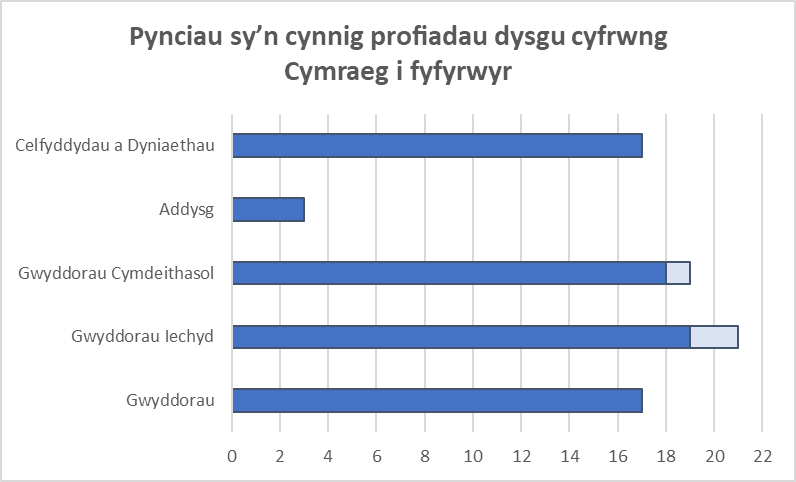 Pynciau sy’n cynnig profiadau dysgu cyfrwng
Cymraeg i fyfyrwyr
Celfyddydau a Dyniaethau
Addysg
Gwyddorau Cymdeithasol
Gwyddorau Iechyd
Gwyddorau
0 2 4 6 8 10 12 14 16 18 20 22